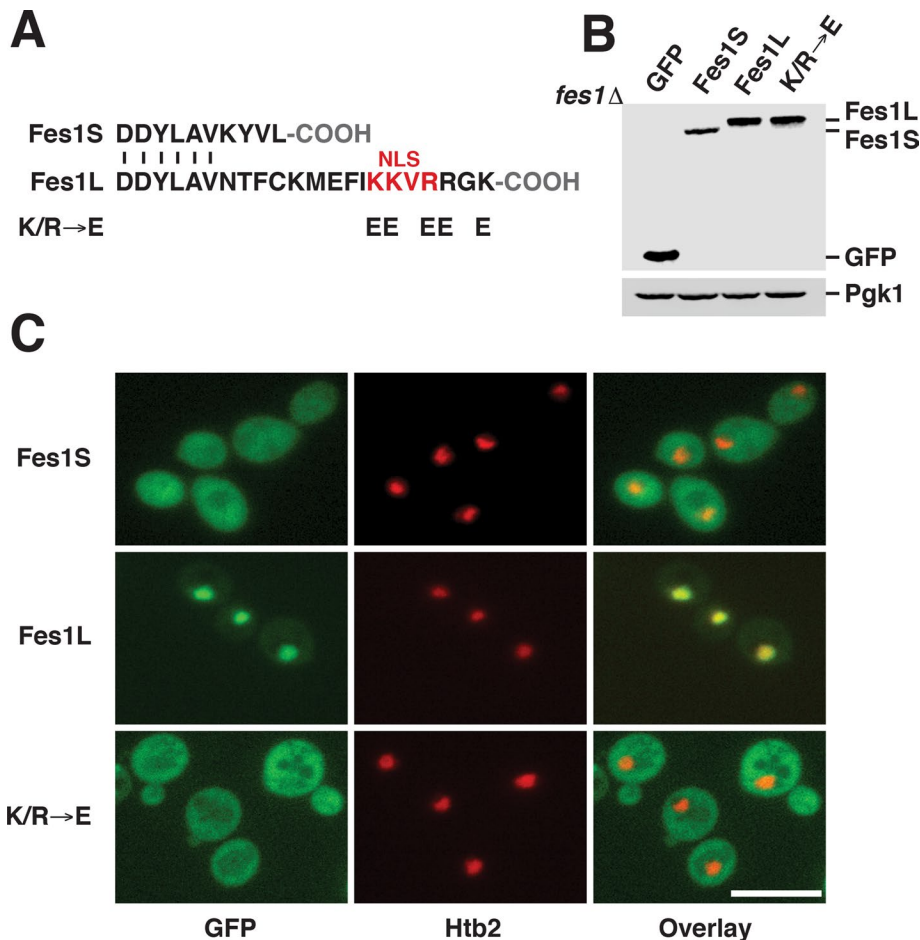 A
Fes1S DDYLAVKYVL-COOH
NLS
Fes1L DDYLAVNTFCKMEFIKKVRRGK-COOH
K/R→E EE EE E
B
fes1Δ GFP Fes1S Fes1L K/R→E
Fes1L
Fes1S
GFP
Pgk1
C
Fes1S
Fes1L
K/R→E
GFP Htb2 Overlay